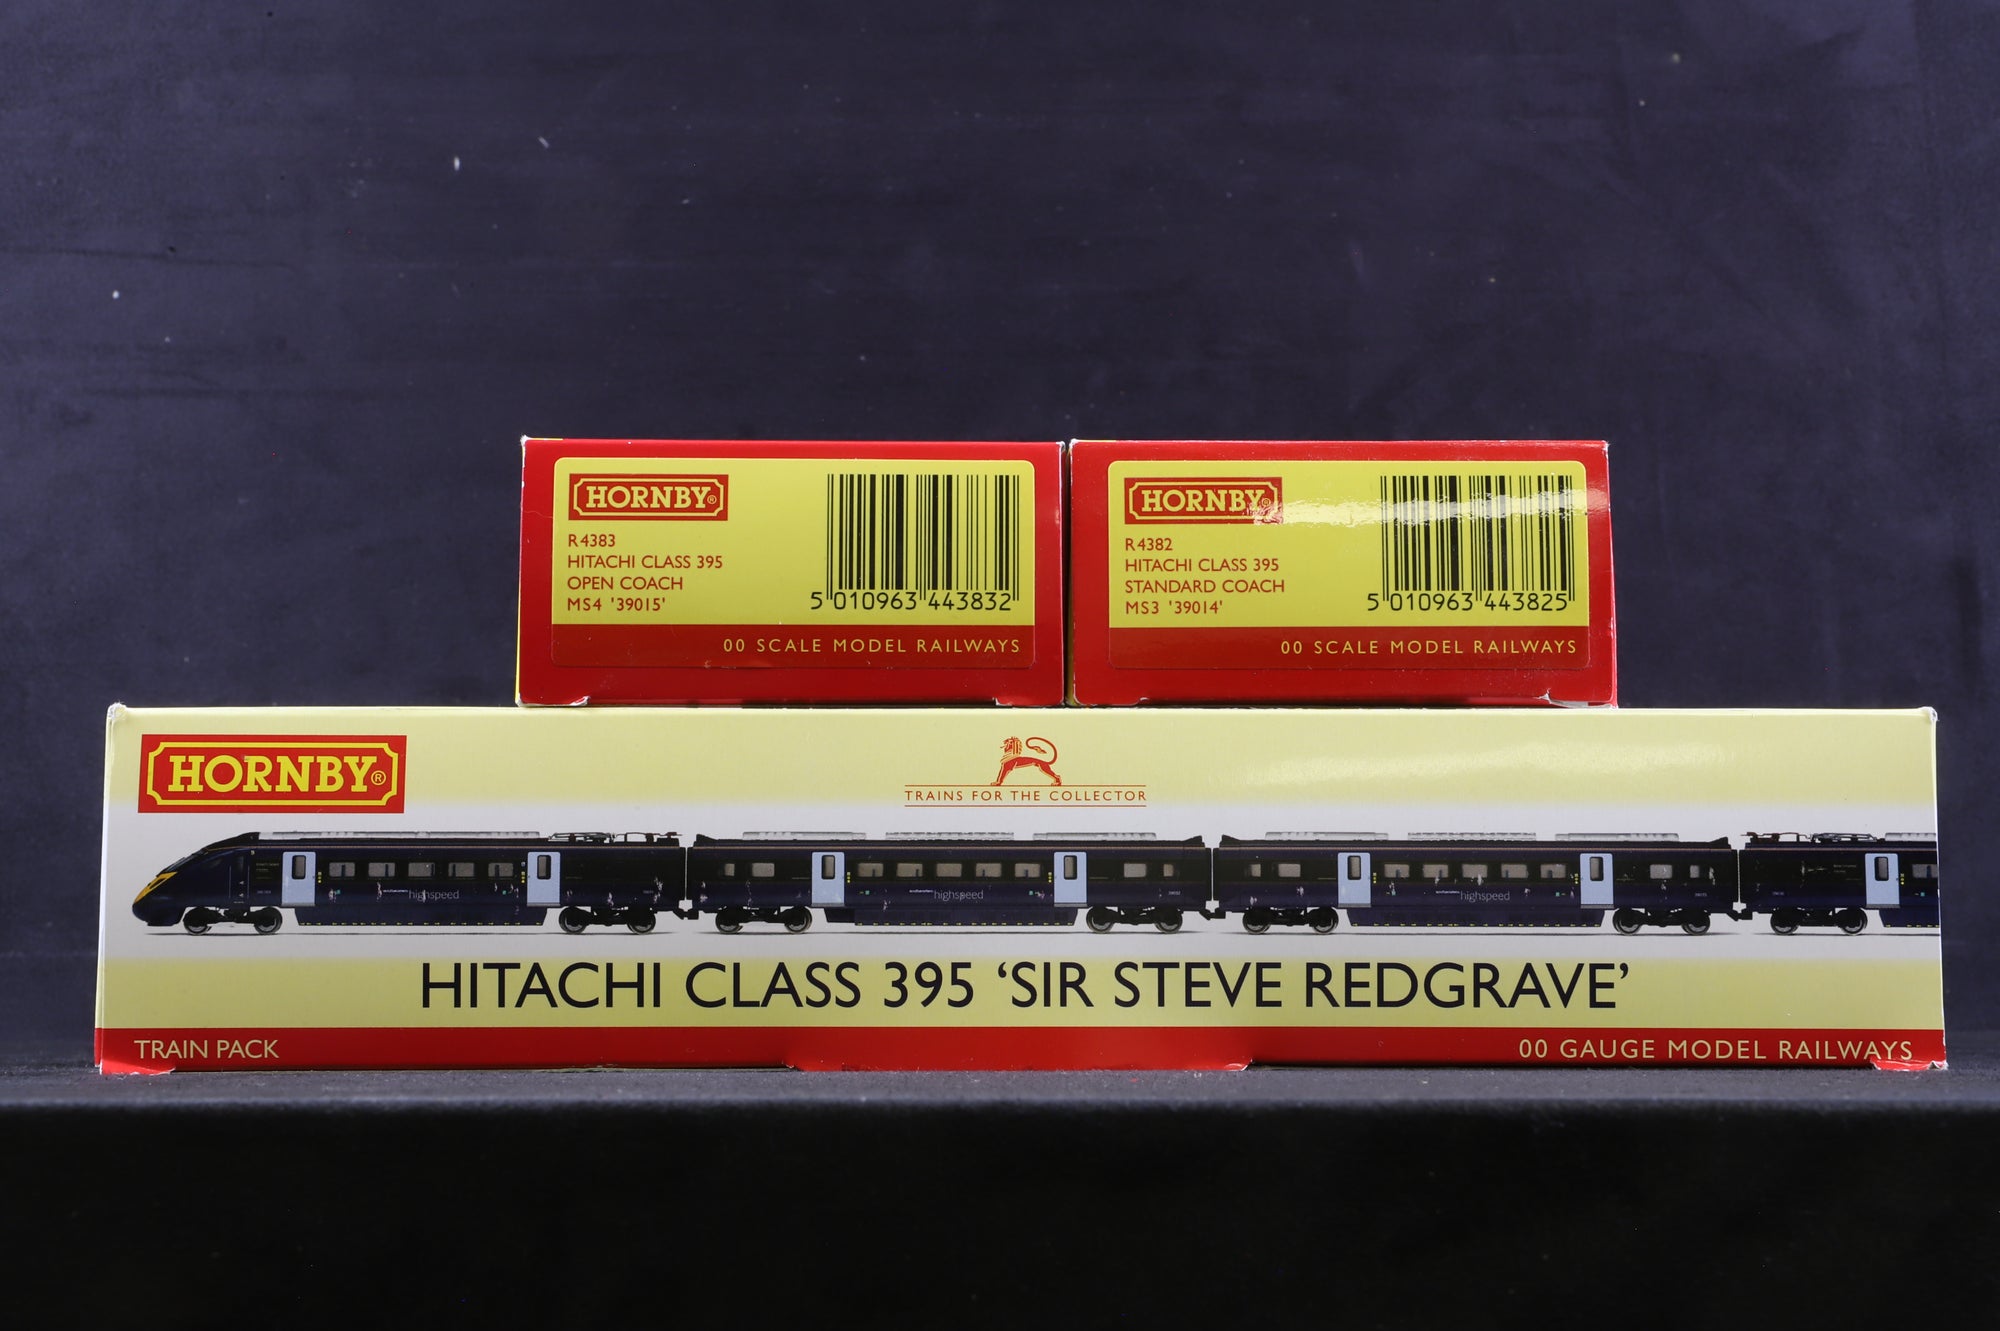 HORNBY®
R4383
HITACHI CLASS 395
OPEN COACH
MS4 '39015'
5 010963 443832
00 SCALE MODEL RAILWAYS
HORNBY®
R4382
HITACHI CLASS 395
STANDARD COACH
MS3 '39014'
5 010963 443825
00 SCALE MODEL RAILWAYS
HORNBY®
TRAINS FOR THE COLLECTOR
highspeed
highspeed
highspeed
HITACHI CLASS 395 ‘SIR STEVE REDGRAVE’
TRAIN PACK
00 GAUGE MODEL RAILWAYS